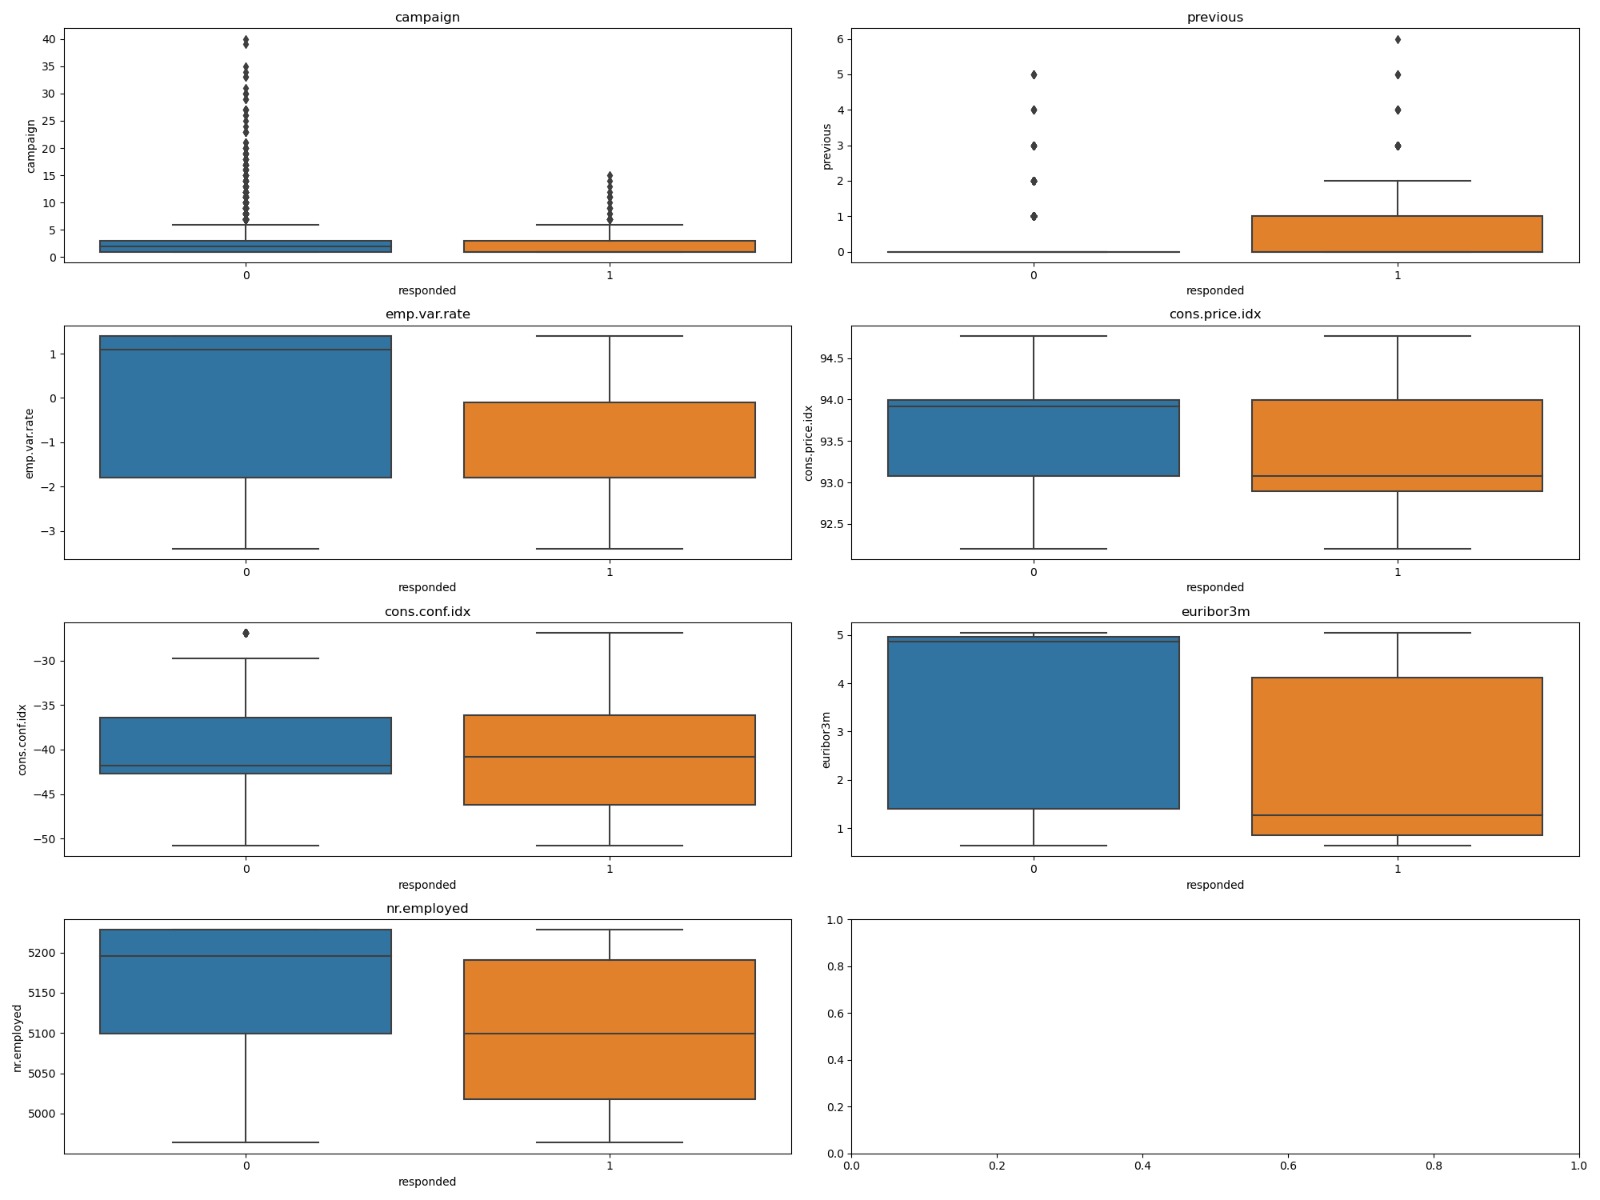 campaign
40
35
30
25
20
15
10
5
0
campaign
0 1
responded
previous
6
5
4
3
2
1
0
previous
0 1
responded
emp.var.rate
1
0
−1
−2
−3
emp.var.rate
0 1
responded
cons.price.idx
94.5
94.0
93.5
93.0
92.5
cons.price.idx
0 1
responded
cons.conf.idx
−30
−35
−40
−45
−50
cons.conf.idx
0 1
responded
euribor3m
5
4
3
2
1
euribor3m
0 1
responded
nr.employed
5200
5150
5100
5050
5000
nr.employed
0 1
responded
1.0
0.8
0.6
0.4
0.2
0.0
0.0 0.2 0.4 0.6 0.8 1.0